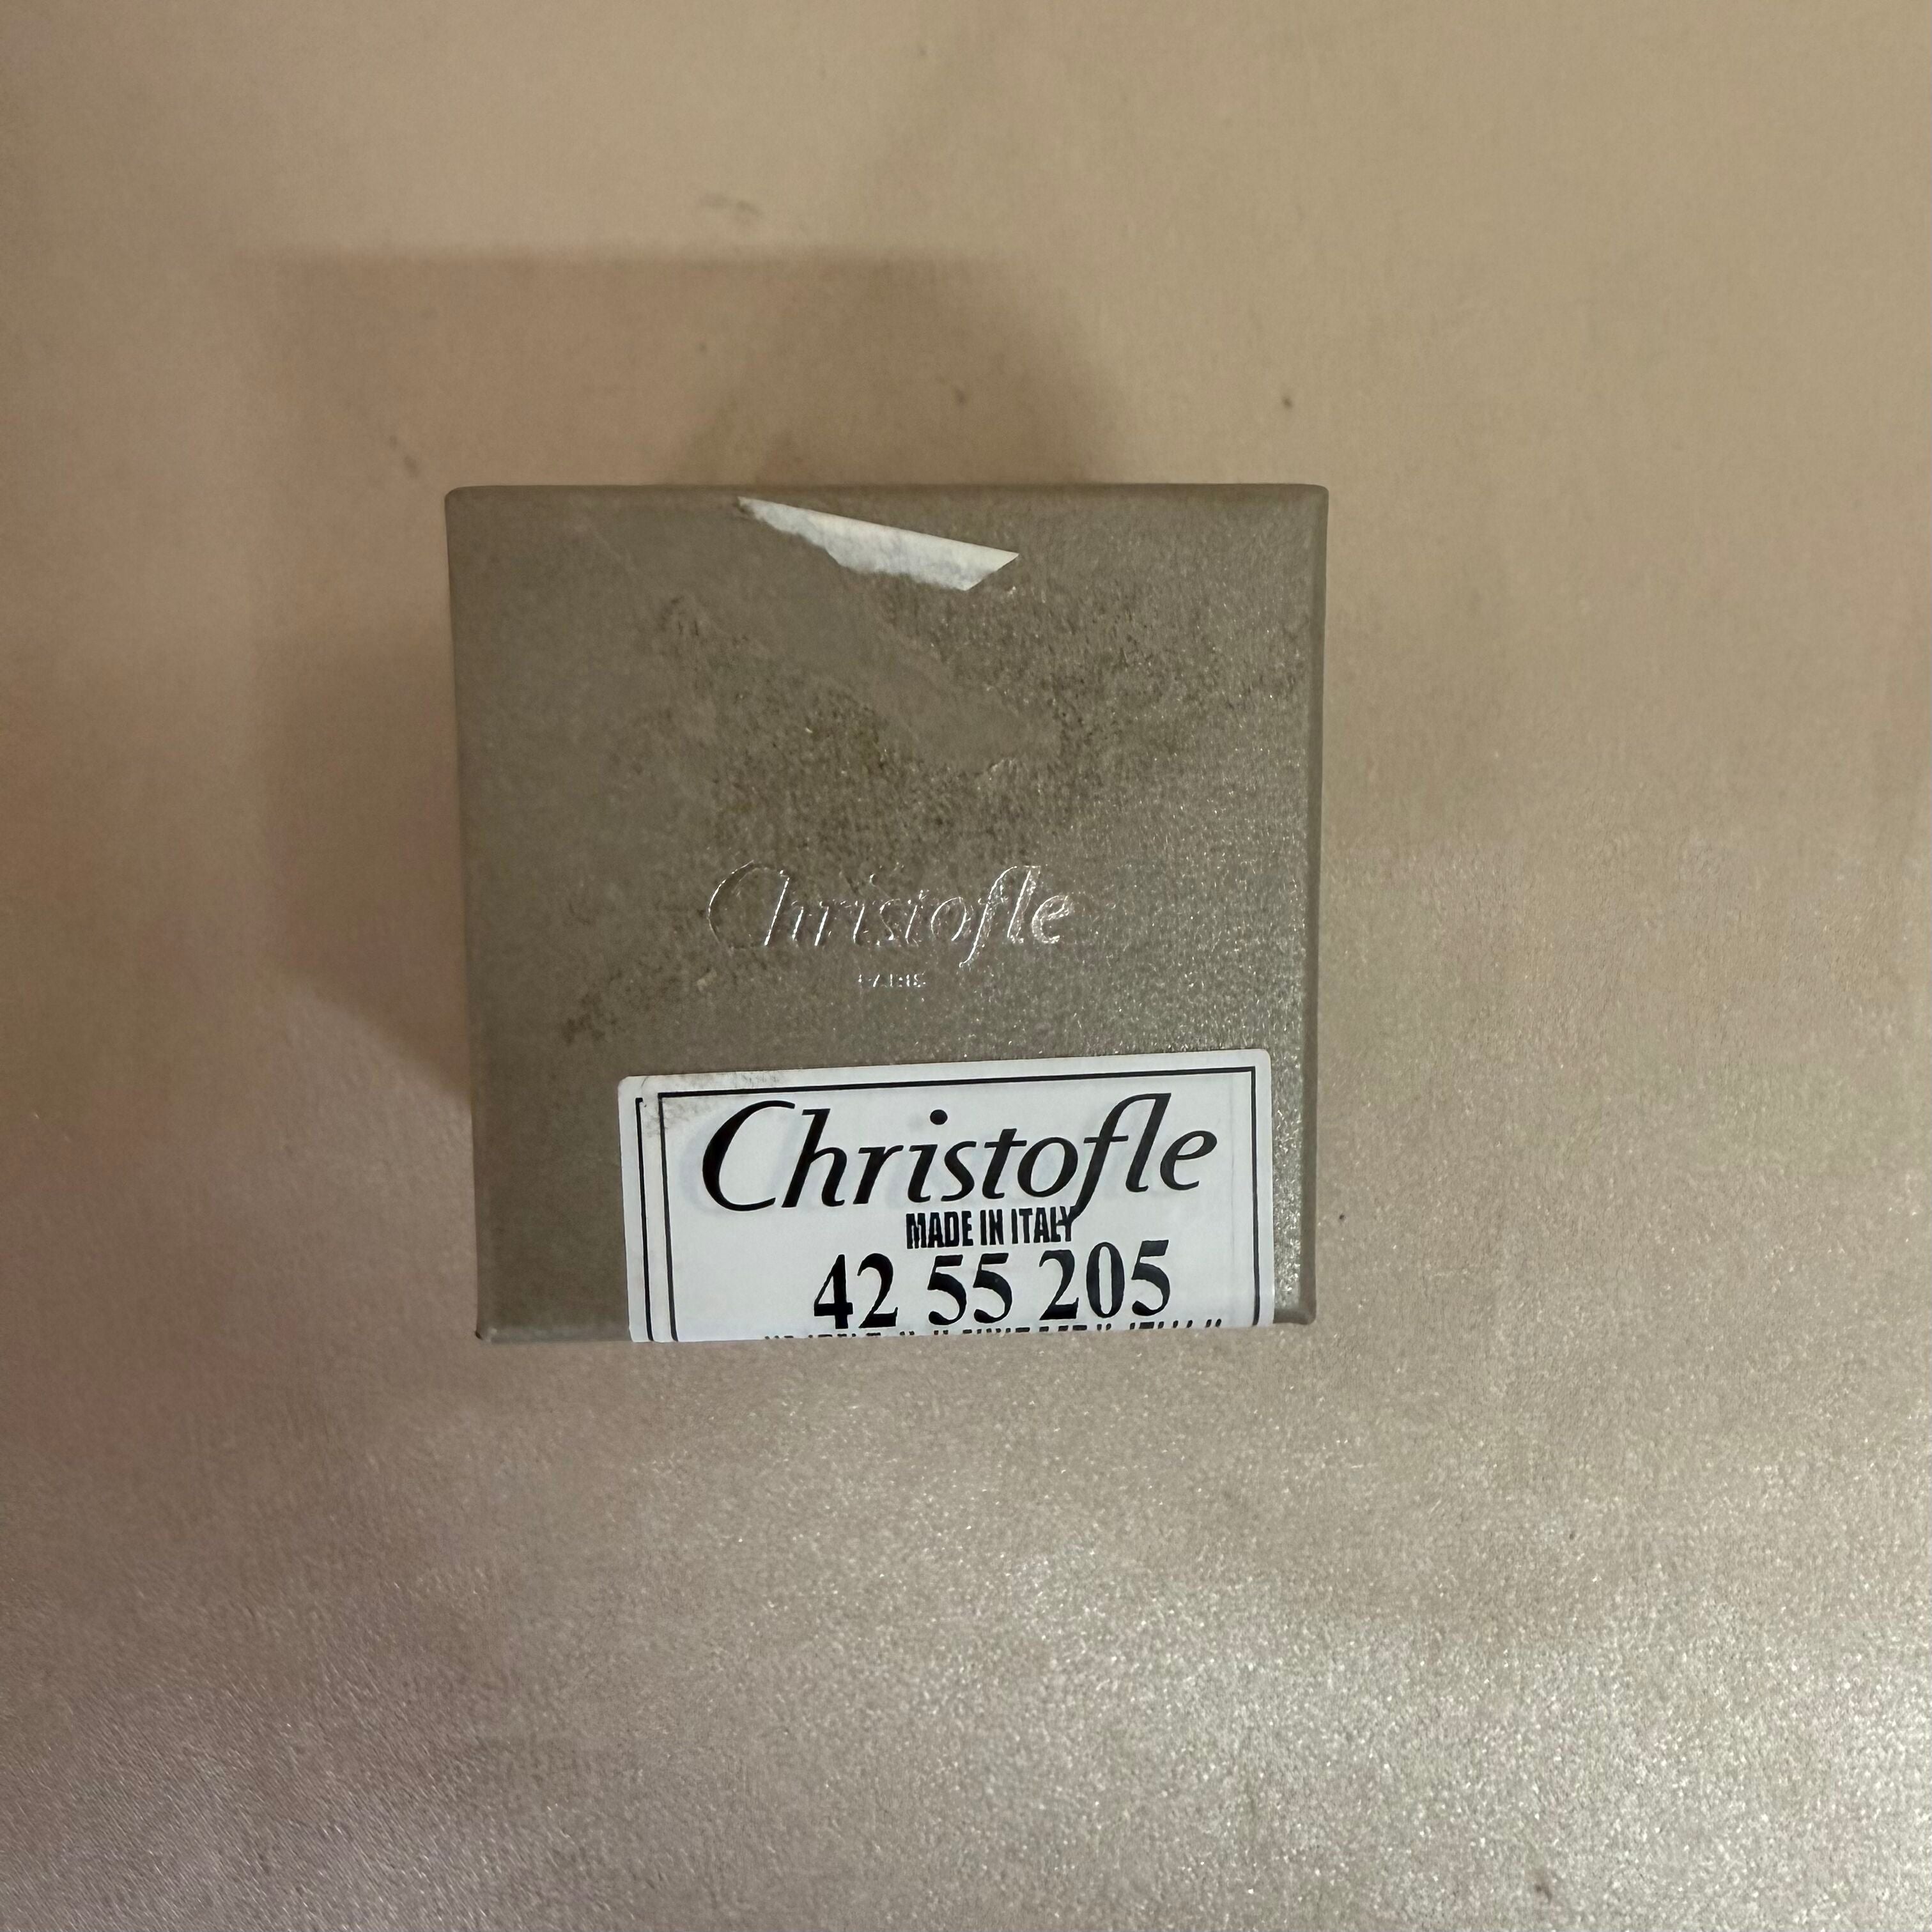 Christofle
PARIS
Christofle
MADE IN ITALY
42 55 205